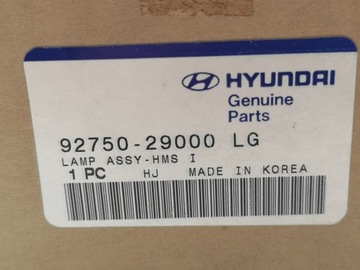 HYUNDAI
Genuine
Parts
92750-29000 LG
LAMP ASSY-HMS I
1 PC HJ MADE IN KOREA